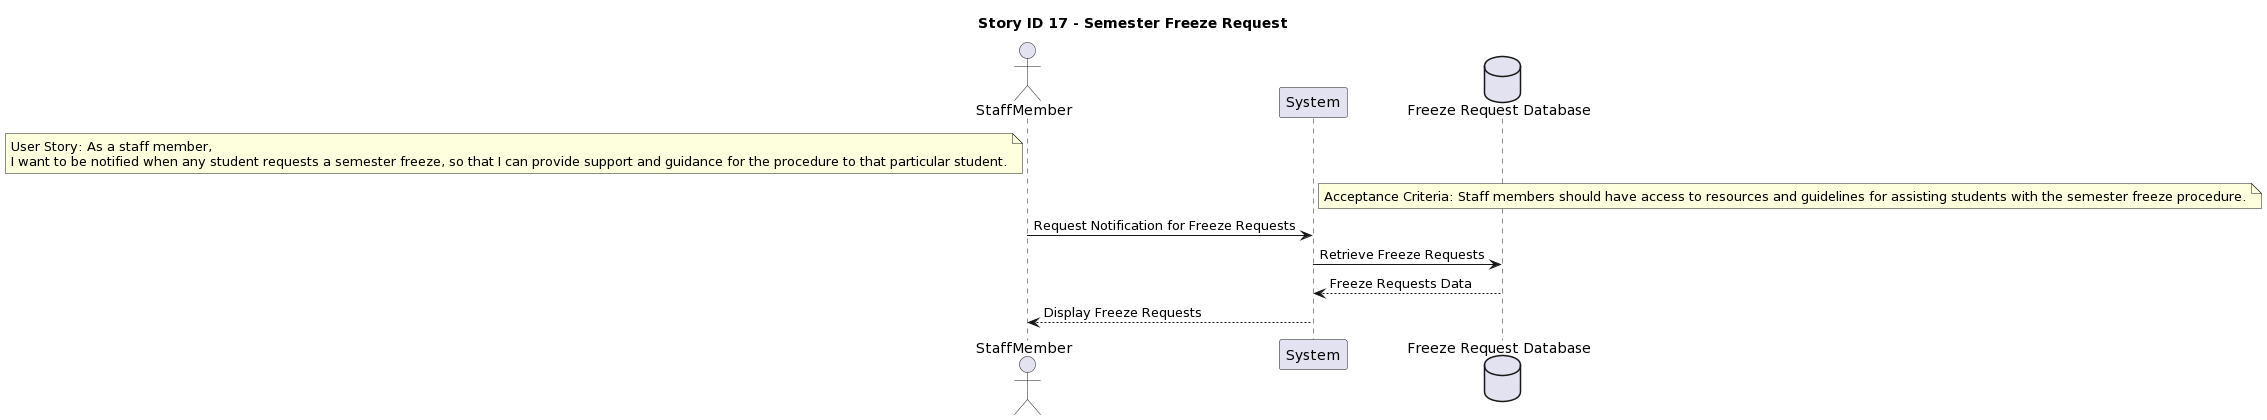 Story ID 17 - Semester Freeze Request
StaffMember
System
Freeze Request Database
User Story: As a staff member,
I want to be notified when any student requests a semester freeze, so that I can provide support and guidance for the procedure to that particular student.
Acceptance Criteria: Staff members should have access to resources and guidelines for assisting students with the semester freeze procedure.
Request Notification for Freeze Requests
Retrieve Freeze Requests
Freeze Requests Data
Display Freeze Requests
StaffMember
System
Freeze Request Database